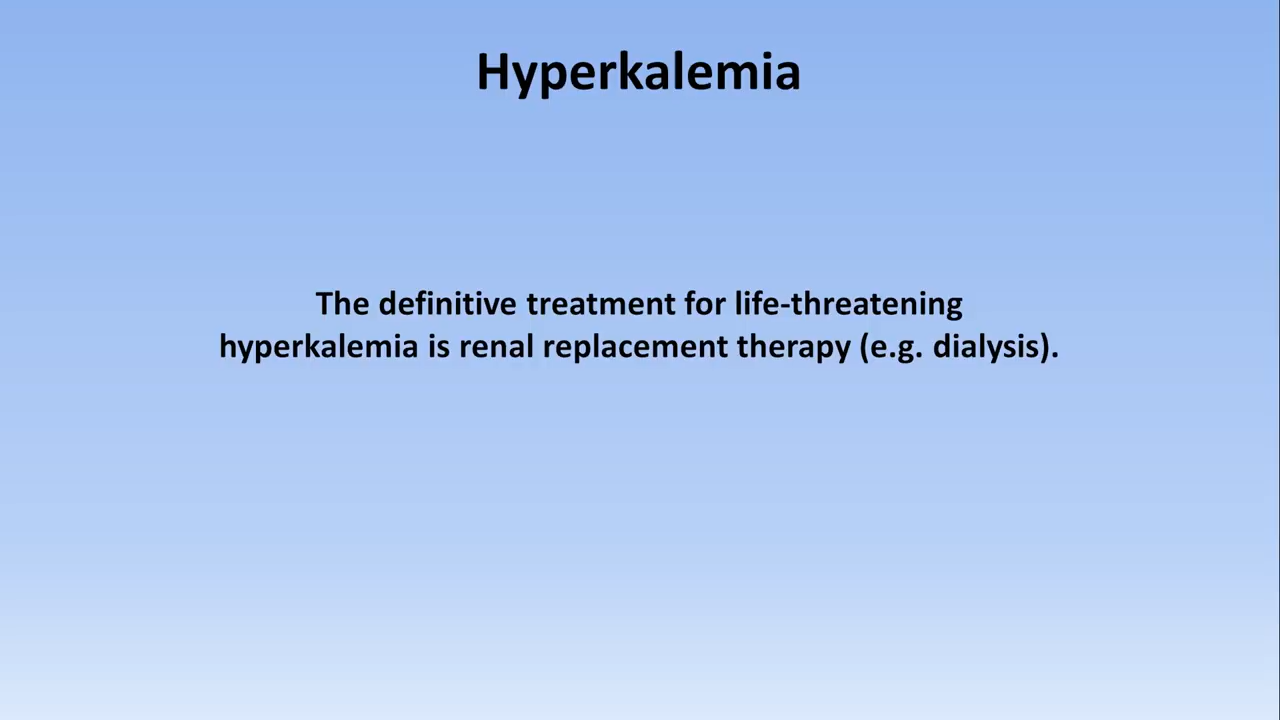 Hyperkalemia
The definitive treatment for life-threatening
hyperkalemia is renal replacement therapy (e.g. dialysis).